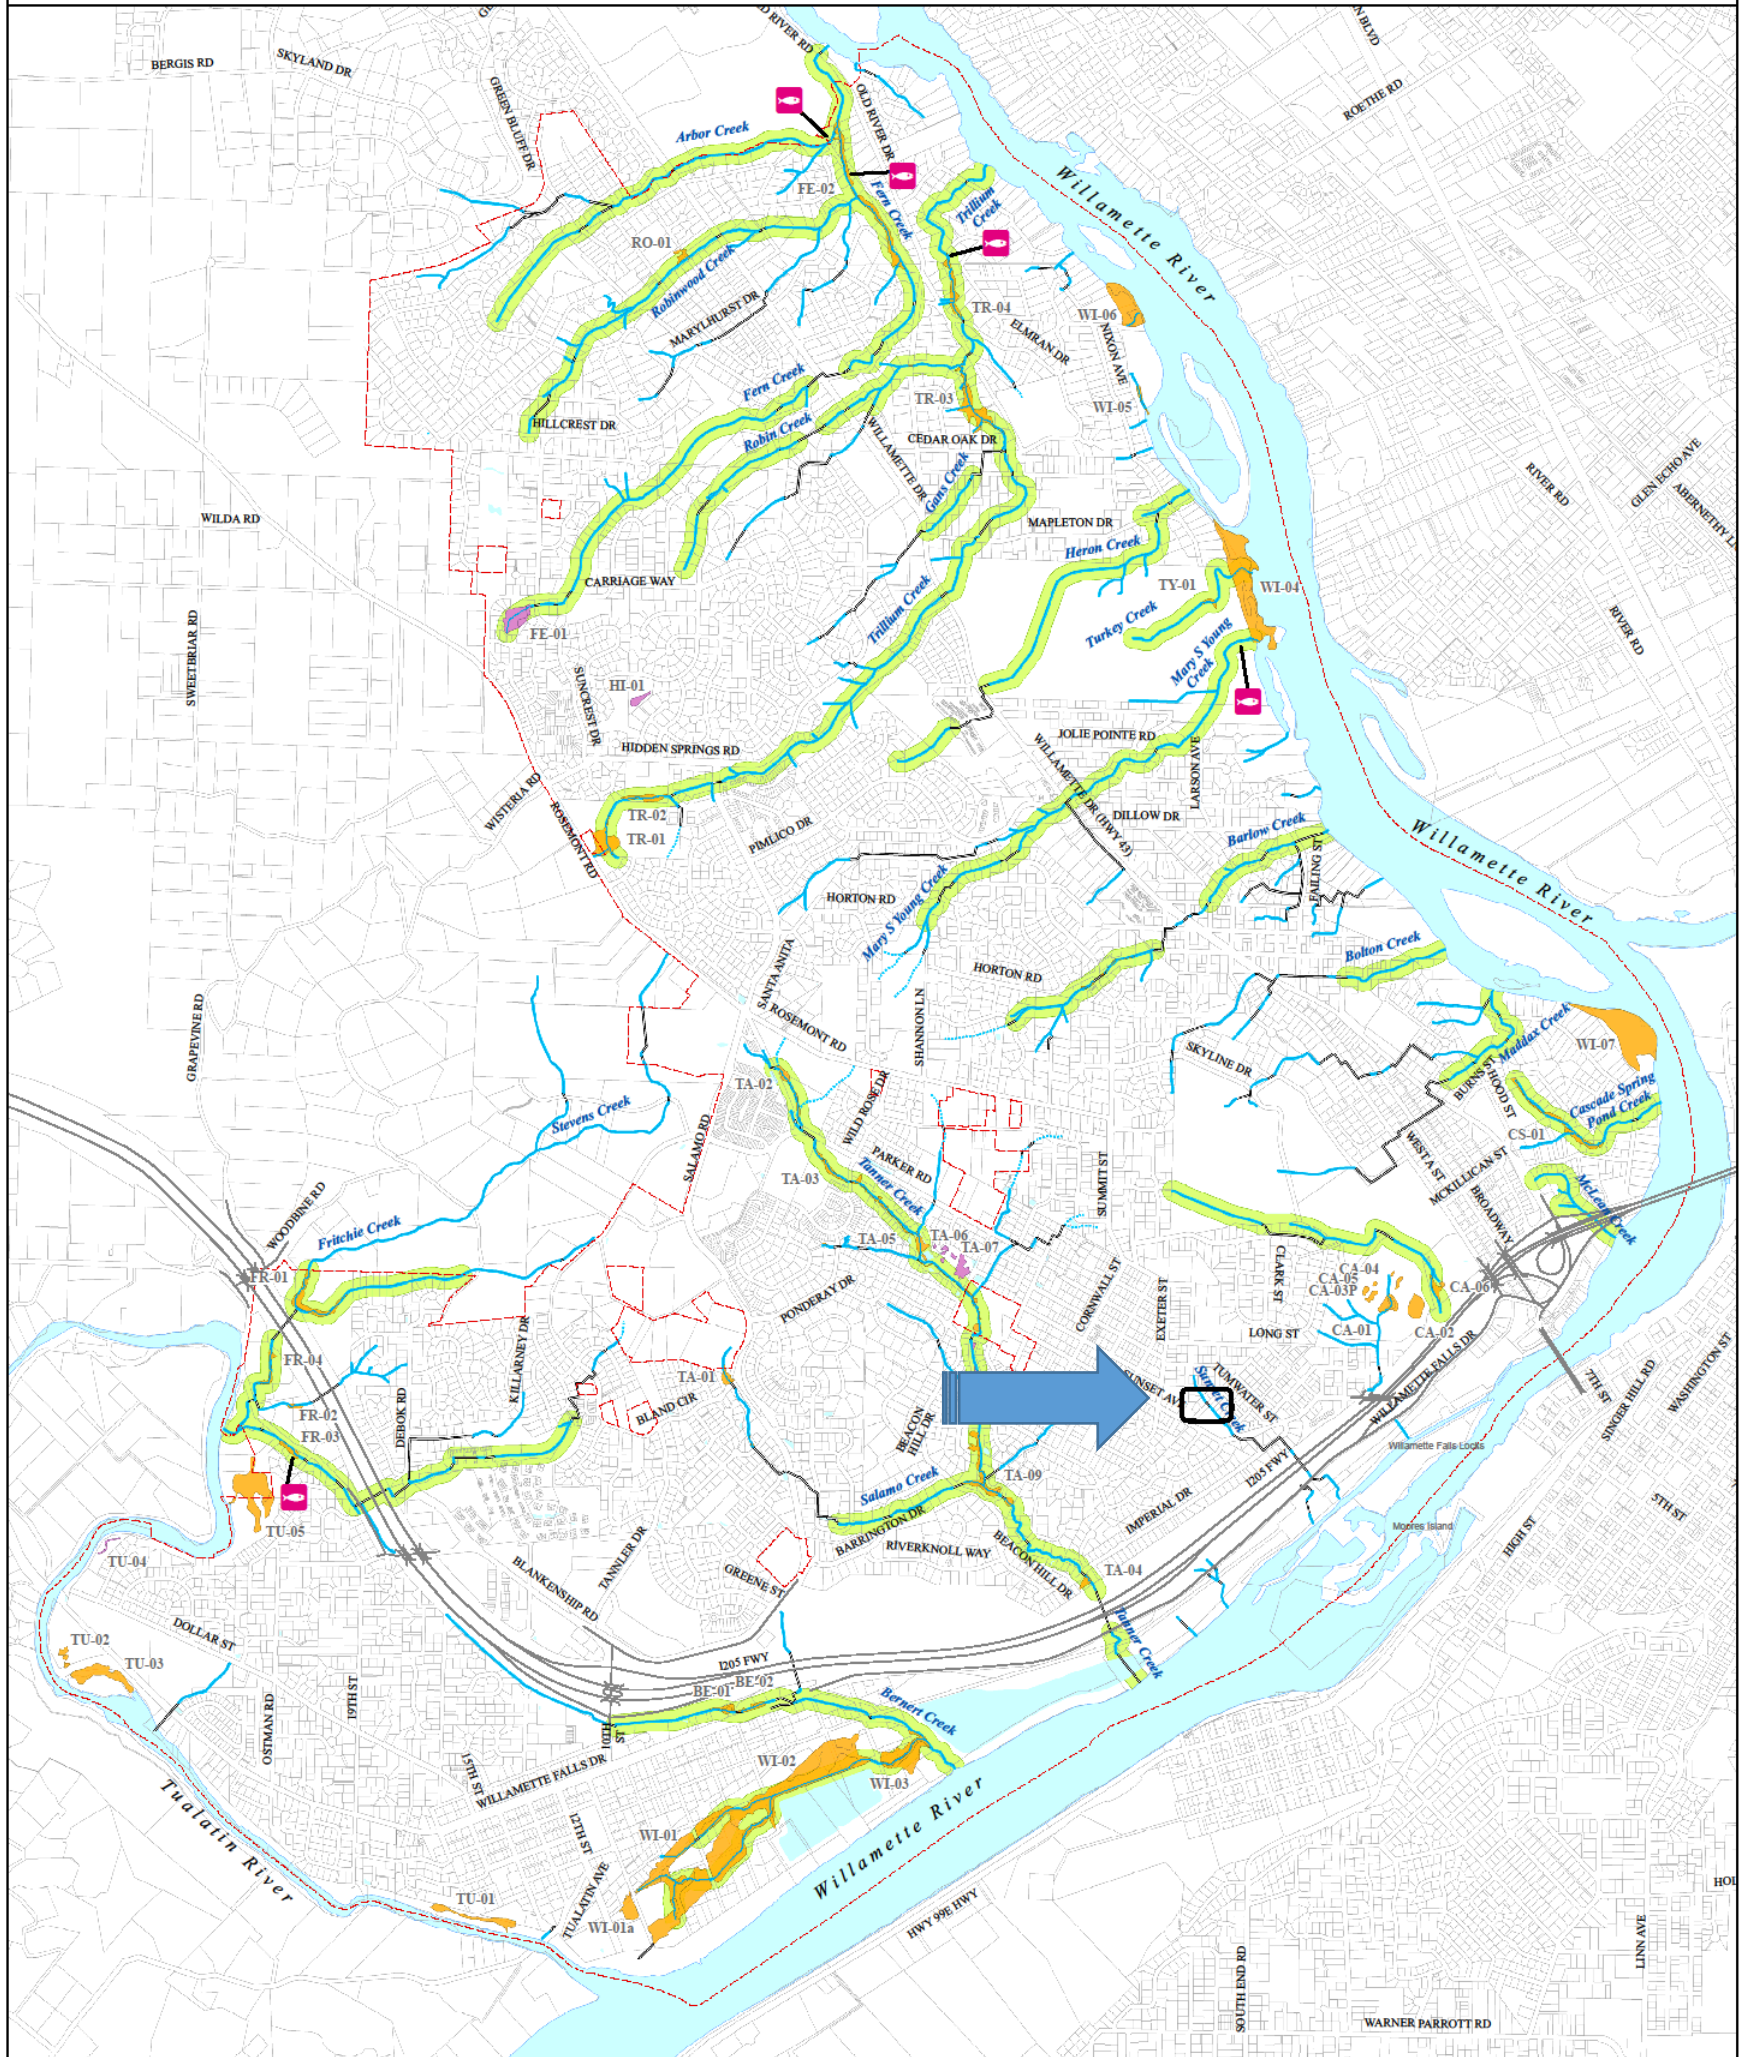 BERGIS RD
SKYLAND DR
GREEN BLUFF DR
OLD RIVER DR
ROETHE RD
Arbor Creek
FE-02
Fern Creek
Trillium
Creek
Willamette River
RO-01
Robinwood Creek
MARYLHURST DR
TR-04
ELMRAN DR
WI-06
NIXON AVE
WI-05
Fern Creek
TR-03
HILLCREST DR
Robin Creek
WILLAMETTE DR
CEDAR OAK DR
Gans Creek
RIVER RD
GLEN ECHO AVE
WILDA RD
MAPLETON DR
Heron Creek
CARRIAGE WAY
TY-01
WI-04
Trillium Creek
Turkey Creek
FE-01
Mary S Young
Creek
RIVER RD
SWEETBRIAR RD
SUNCREST DR
HI-01
HIDDEN SPRINGS RD
JOLIE POINTE RD
LARSON AVE
WILLAMETTE DR (HWY 43)
WISTERIA RD
ROSEMONT RD
TR-02
TR-01
PIMLICO DR
DILLOW DR
Barlow Creek
Willamette River
FAILING ST
HORTON RD
Mary S Young Creek
SANTA ANITA
HORTON RD
Bolton Creek
GRAPEVINE RD
ROSEMONT RD
SHANNON LN
SKYLINE DR
Maddax Creek
WI-07
BURNS ST
HOOD ST
TA-02
WILD ROSE DR
Stevens Creek
SALAMO RD
Cascade Spring
Pond Creek
CS-01
PARKER RD
TA-03
Tanner Creek
SUMMIT ST
WEST A ST
MCKILLICAN ST
BROADWAY
McLean Creek
WOODBINE RD
Fritchie Creek
TA-05
TA-06
TA-07
FR-01
PONDERAY DR
CORNWALL ST
EXETER ST
CLARK ST
CA-04
CA-05
CA-03P
CA-06
KILLARNEY DR
LONG ST
CA-01
CA-02
FR-04
TA-01
WILLAMETTE FALLS DR
7TH ST
SINGER HILL RD
WASHINGTON ST
Sunset Creek
TUMWATER ST
BLAND CIR
DEBOK RD
FR-02
FR-03
BEACON
HILL DR
Willamette Falls Locks
Salamo Creek
TA-09
I205 FWY
5TH ST
TU-05
BARRINGTON DR
RIVERKNOLL WAY
IMPERIAL DR
Moores Island
HIGH ST
TU-04
BLANKENSHIP RD
TANNLER DR
GREENE ST
BEACON HILL DR
TA-04
DOLLAR ST
TU-02
TU-03
Tanner Creek
I205 FWY
BE-01
BE-02
Bernert Creek
OSTMAN RD
19TH ST
10TH
ST
15TH ST
WILLAMETTE FALLS DR
WI-02
WI-03
Tualatin River
12TH ST
WI-01
Willamette River
TU-01
TUALATIN AVE
WI-01a
HWY 99E HWY
LINN AVE
SOUTH END RD
WARNER PARROTT RD